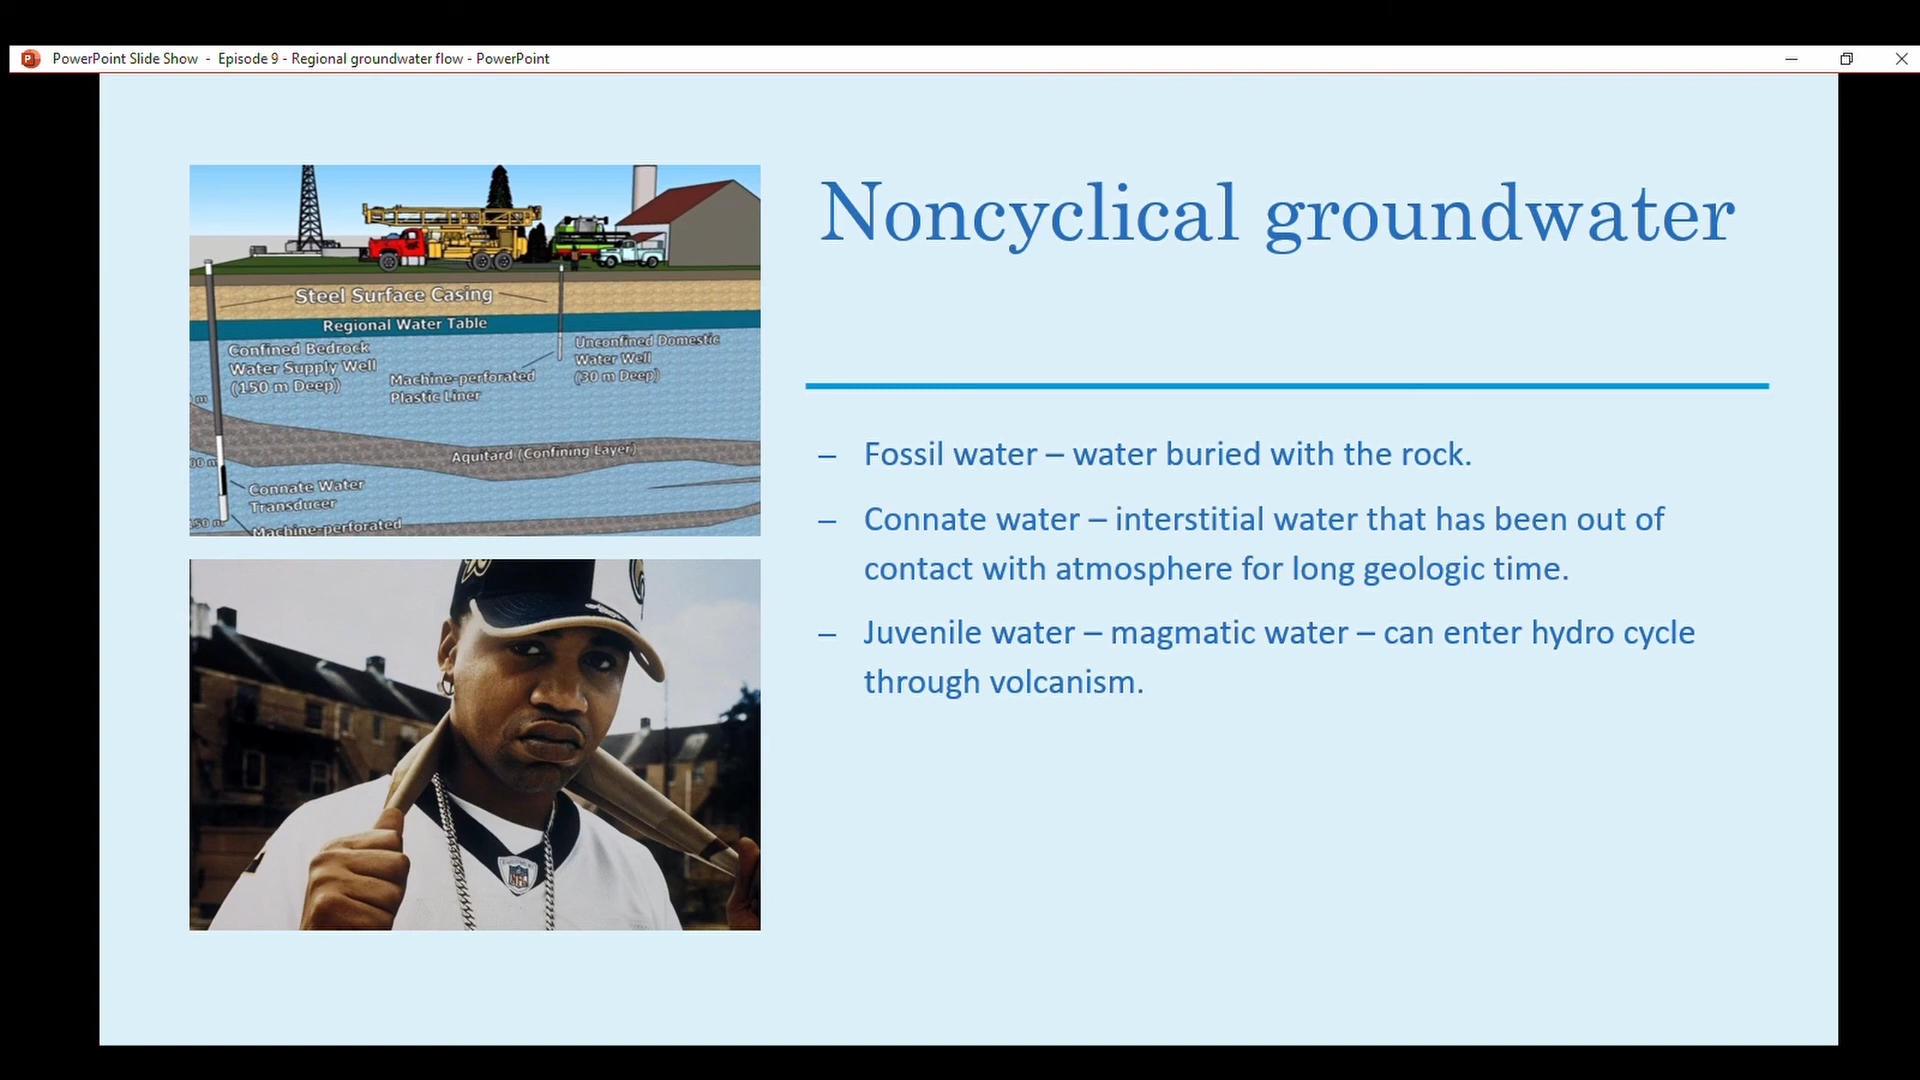 PowerPoint Slide Show - Episode 9 - Regional groundwater flow - PowerPoint
Noncyclical groundwater
Steel Surface Casing
Regional Water Table
Confined Bedrock
Water Supply Well
(150 m Deep)
Machine-perforated
Plastic Liner
Unconfined Domestic
Water Well
(30 m Deep)
Aquitard (Confining Layer)
Connate Water
Transducer
Machine-perforated
– Fossil water – water buried with the rock.
– Connate water – interstitial water that has been out of
contact with atmosphere for long geologic time.
– Juvenile water – magmatic water – can enter hydro cycle
through volcanism.
NFL